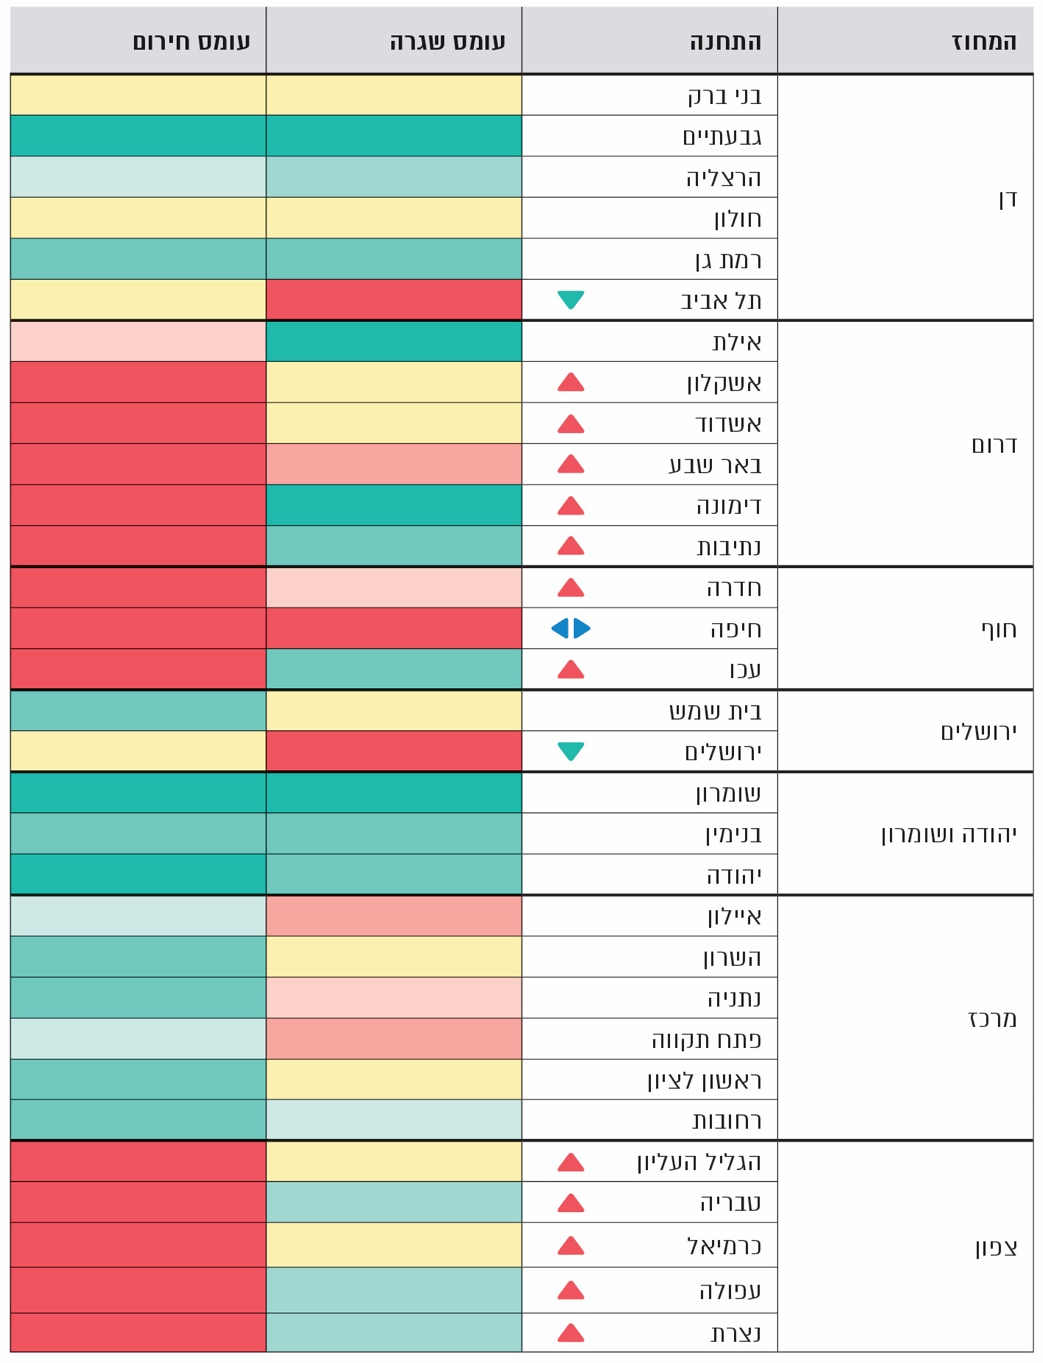 המחוז התחנה עומס שגרה עומס חירום
דן
בני ברק
גבעתיים
הרצליה
חולון
רמת גן
תל אביב
דרום
אילת
אשקלון
אשדוד
באר שבע
דימונה
נתיבות
חוף
חדרה
חיפה
עכו
ירושלים
בית שמש
ירושלים
יהודה ושומרון
שומרון
בנימין
יהודה
מרכז
איילון
השרון
נתניה
פתח תקווה
ראשון לציון
רחובות
צפון
הגליל העליון
טבריה
כרמיאל
עפולה
נצרת